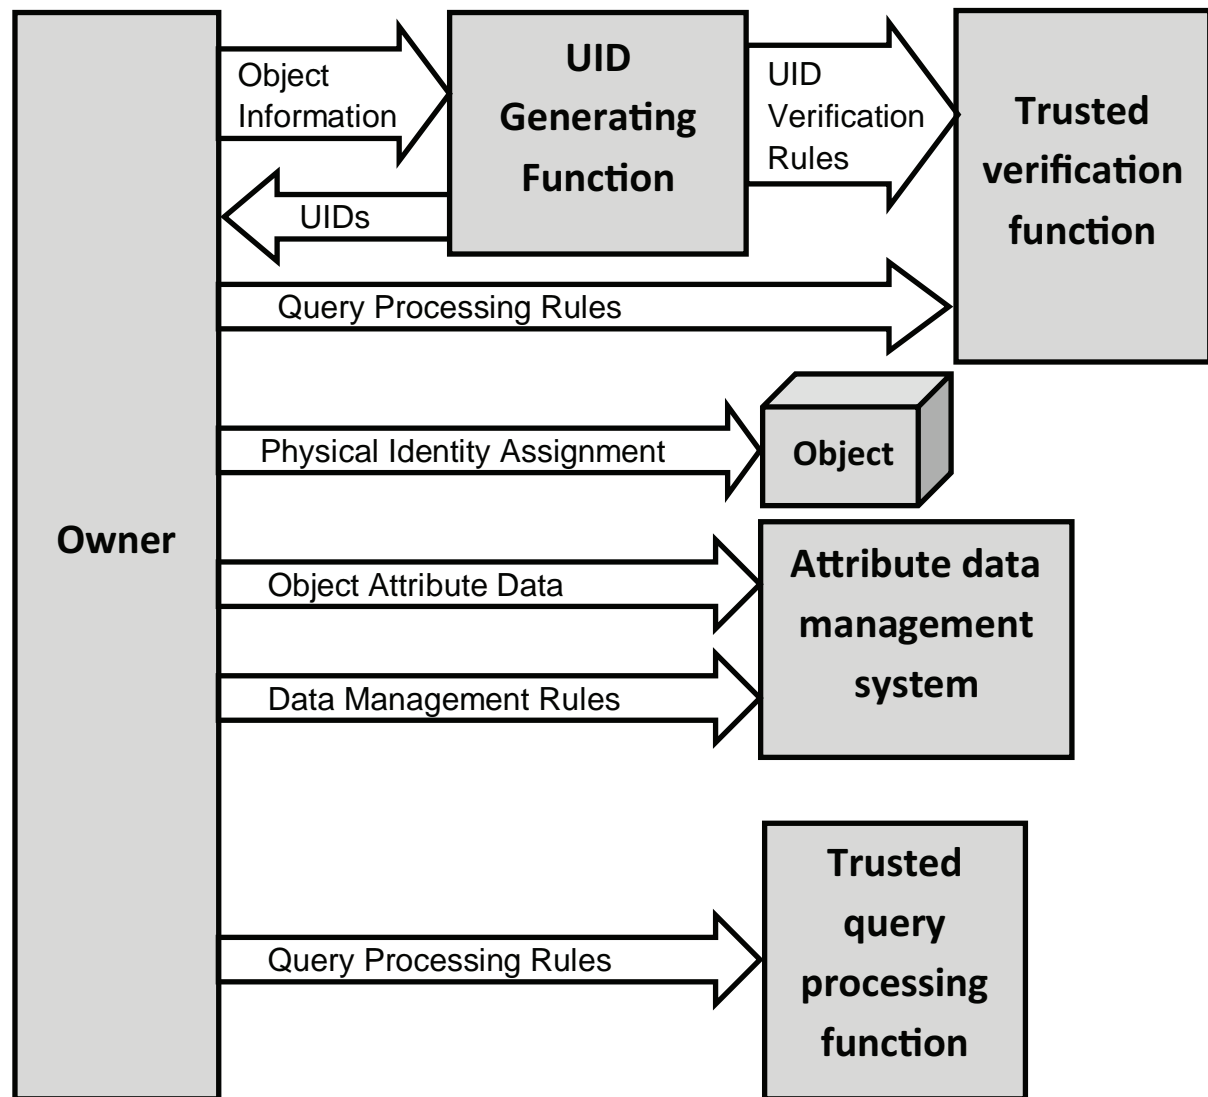 Owner
Object
Information
UID
Generating
Function
UID
Verification
Rules
Trusted
verification
function
UIDs
Query Processing Rules
Physical Identity Assignment
Object
Object Attribute Data
Data Management Rules
Attribute data
management
system
Query Processing Rules
Trusted
query
processing
function